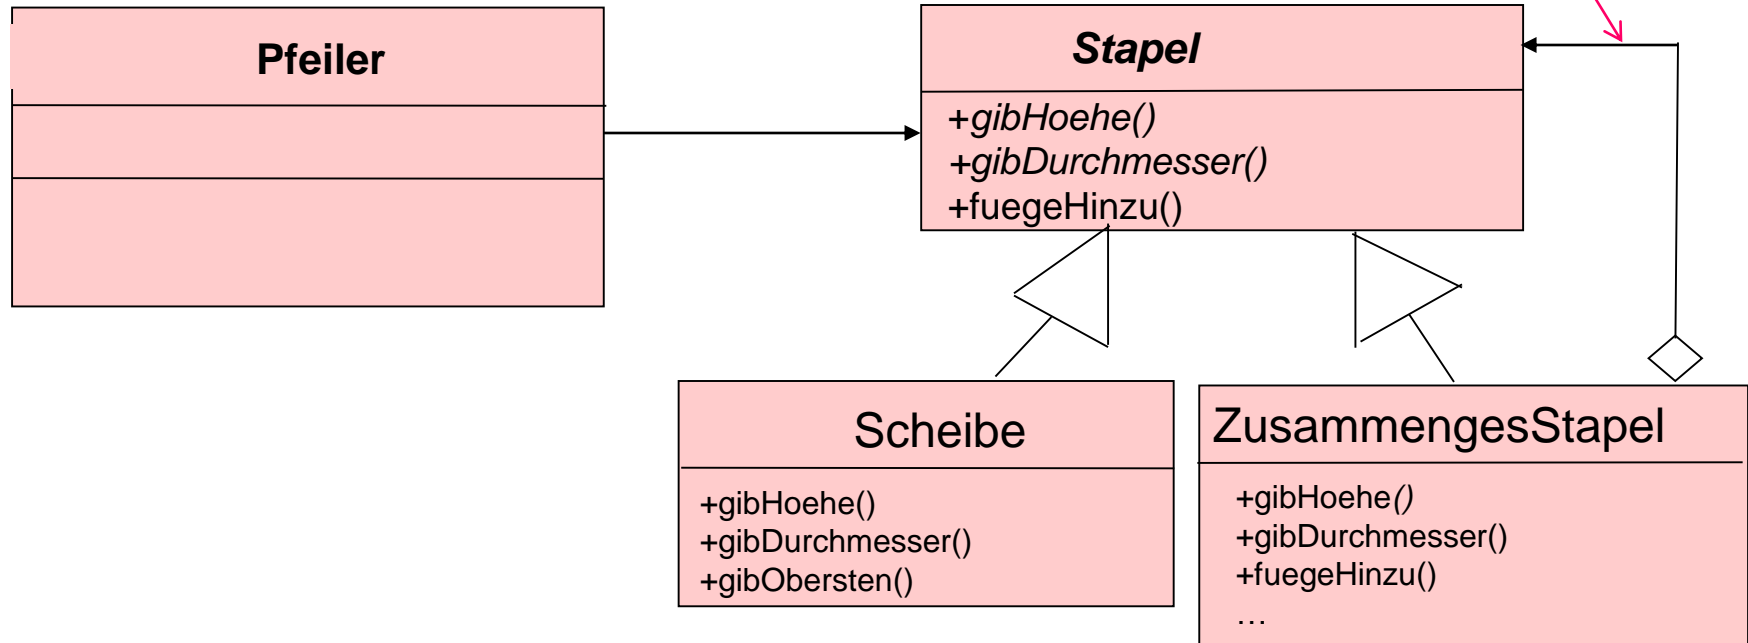 Pfeiler
Stapel
+gibHoehe()
+gibDurchmesser()
+fuegeHinzu()
Scheibe
+gibHoehe()
+gibDurchmesser()
+gibObersten()
ZusammengesStapel
+gibHoehe()
+gibDurchmesser()
+fuegeHinzu()
…